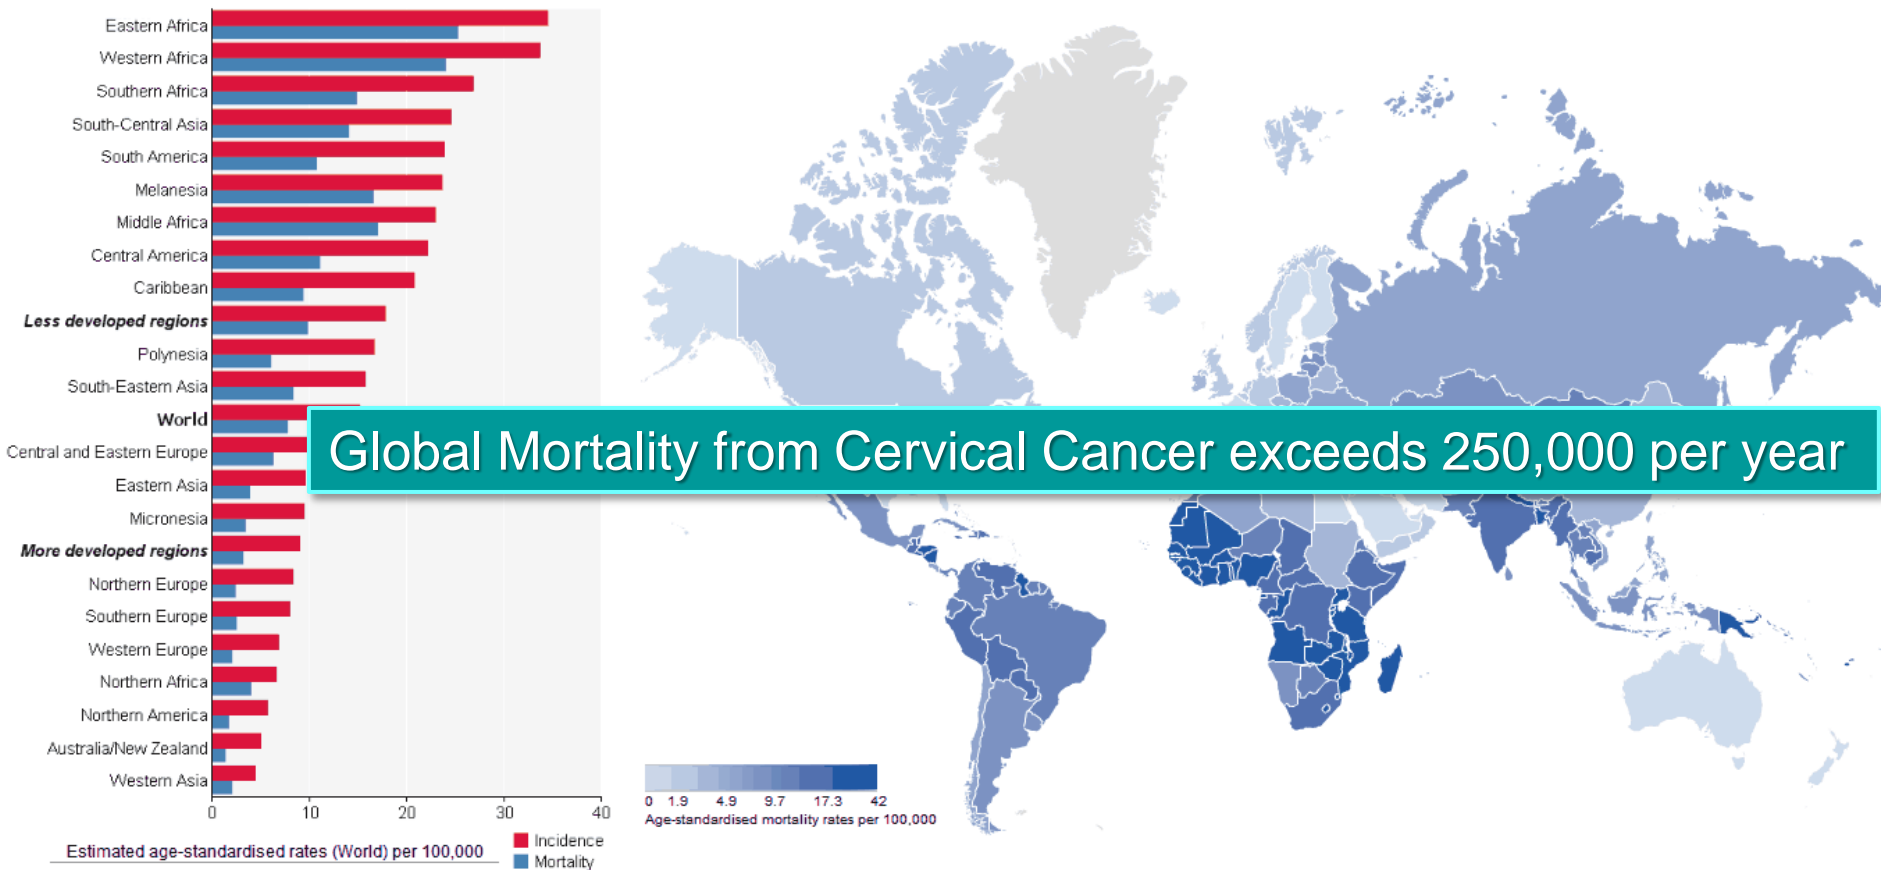 Eastern Africa
Western Africa
Southern Africa
South-Central Asia
South America
Melanesia
Middle Africa
Central America
Caribbean
Less developed regions
Polynesia
South-Eastern Asia
World
Central and Eastern Europe
Eastern Asia
Micronesia
More developed regions
Northern Europe
Southern Europe
Western Europe
Northern Africa
Northern America
Australia/New Zealand
Western Asia
0 10 20 30 40
Estimated age-standardised rates (World) per 100,000
Incidence
Mortality
Global Mortality from Cervical Cancer exceeds 250,000 per year
0 1.9 4.9 9.7 17.3 42
Age-standardised mortality rates per 100,000